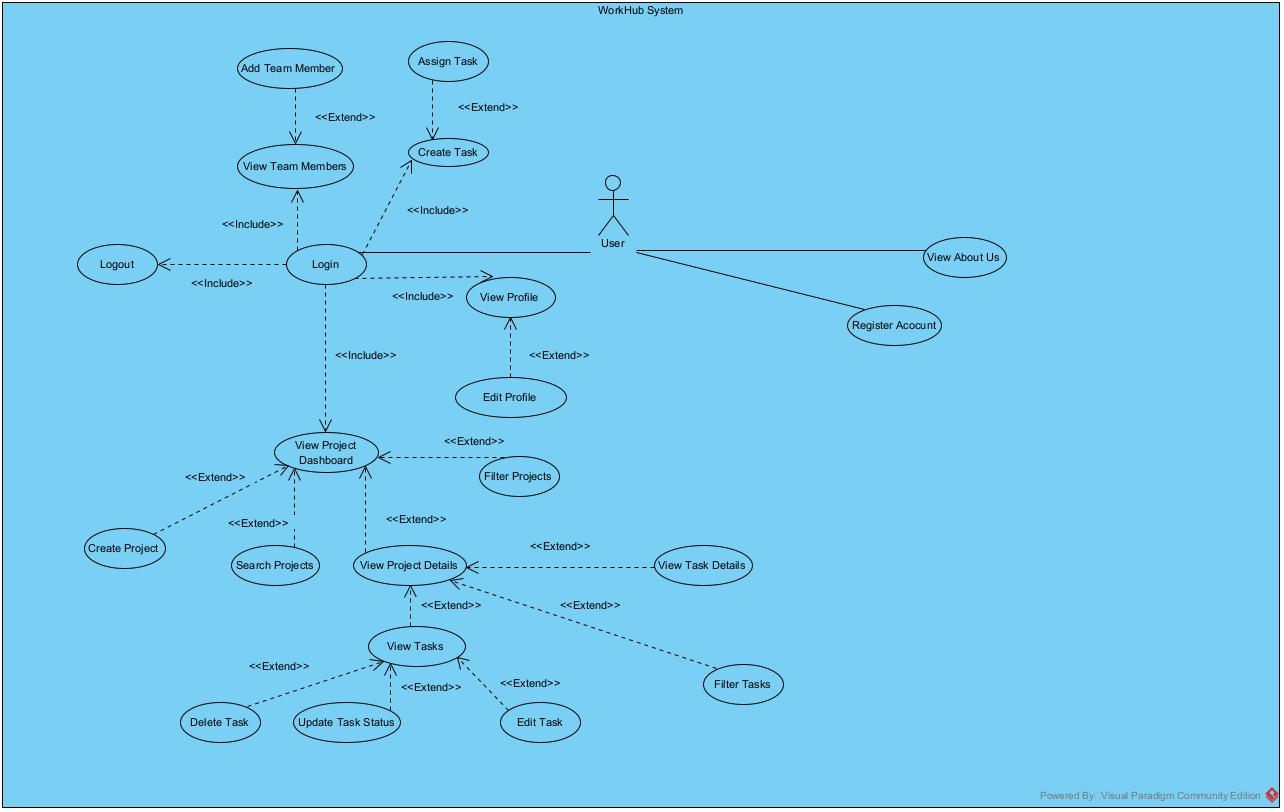 WorkHub System
Assign Task
Add Team Member
<<Extend>>
<<Extend>>
Create Task
View Team Members
<<Include>>
<<Include>>
User
Login
Logout
View About Us
<<Include>>
<<Include>>
View Profile
Register Acocunt
<<Include>>
<<Extend>>
Edit Profile
View Project
Dashboard
<<Extend>>
<<Extend>>
Filter Projects
<<Extend>>
<<Extend>>
Create Project
<<Extend>>
Search Projects
View Project Details
View Task Details
<<Extend>>
<<Extend>>
View Tasks
<<Extend>>
<<Extend>>
<<Extend>>
Filter Tasks
Delete Task
Update Task Status
Edit Task
Powered By: Visual Paradigm Community Edition